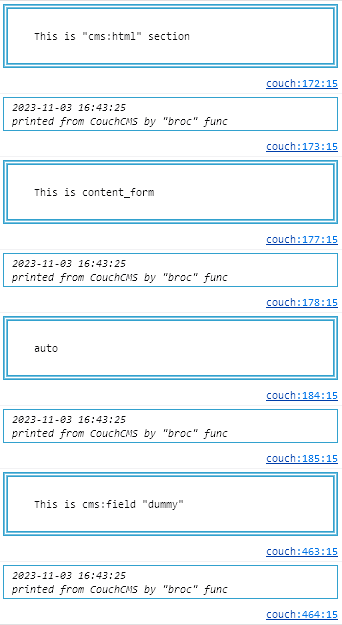 This is "cms:html" section
couch:172:15
2023-11-03 16:43:25
printed from CouchCMS by "broc" func
couch:173:15
This is content_form
couch:177:15
2023-11-03 16:43:25
printed from CouchCMS by "broc" func
couch:178:15
auto
couch:184:15
2023-11-03 16:43:25
printed from CouchCMS by "broc" func
couch:185:15
This is cms:field "dummy"
couch:463:15
2023-11-03 16:43:25
printed from CouchCMS by "broc" func
couch:464:15